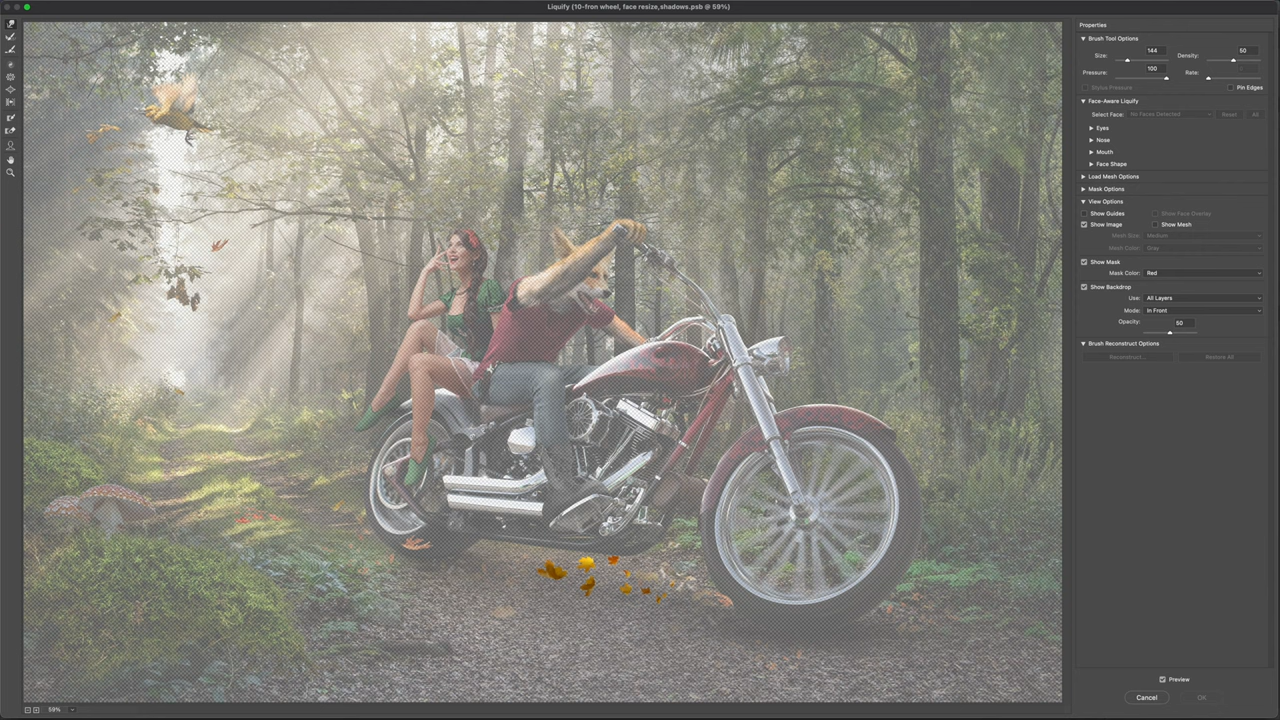 Liquify (10-fron wheel, face resize,shadows.psb @ 59%)
Properties
Brush Tool Options
Size: 144 Density: 50
Pressure: 100 Rate:
Stylus Pressure Pin Edges
Face-Aware Liquify
Select Face: No Faces Detected Reset All
Eyes
Nose
Mouth
Face Shape
Load Mesh Options
Mask Options
View Options
Show Guides Show Face Overlay
Show Image Show Mesh
Mesh Size: Medium
Mesh Color: Gray
Show Mask
Mask Color: Red
Show Backdrop
Use: All Layers
Mode: In Front
Opacity: 50
Brush Reconstruct Options
Reconstruct... Restore All
Preview
Cancel OK
59%